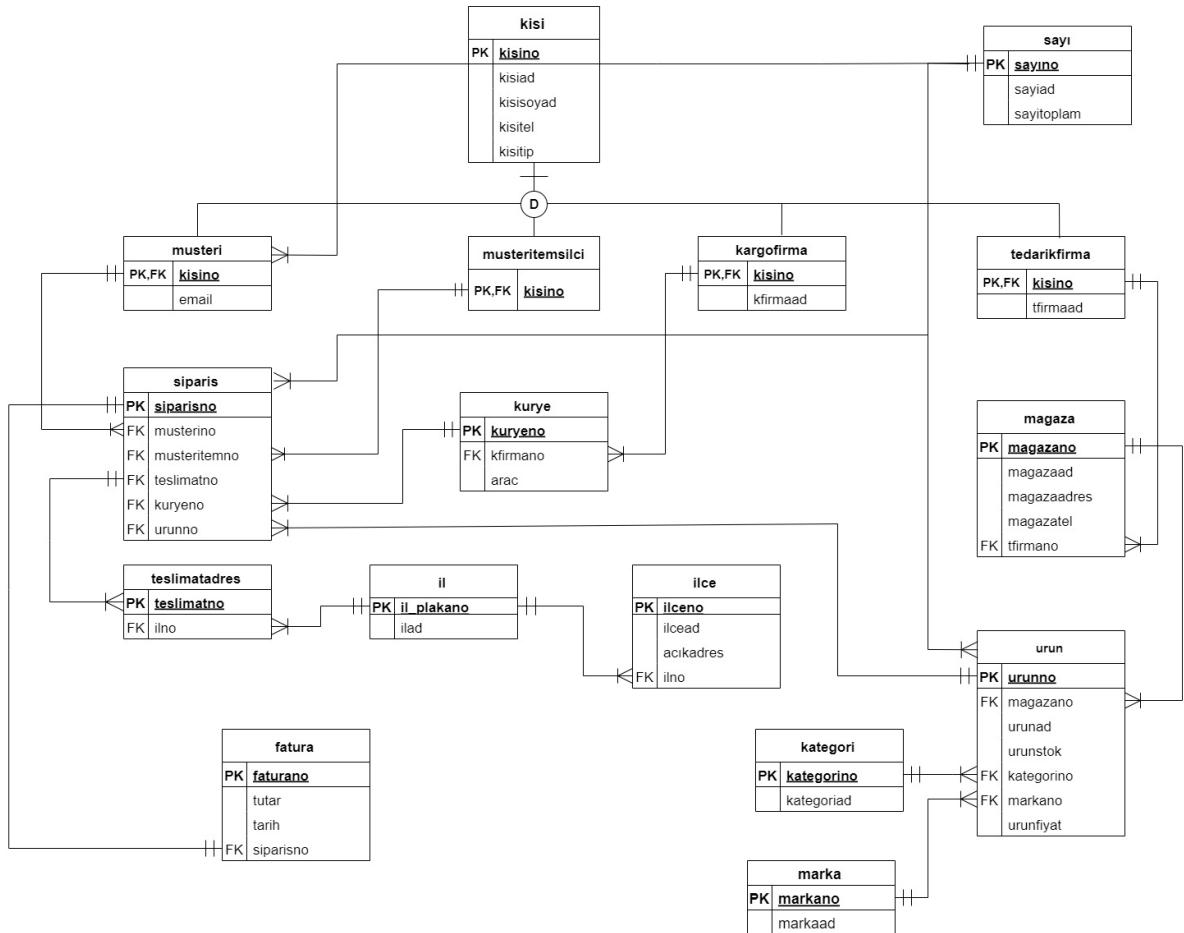 kisi
PK kisino
kisiad
kisisoyad
kisitel
kisitip
sayı
PK sayıno
sayiad
sayitoplam
D
musteri
PK,FK kisino
email
musteritemsilci
PK,FK kisino
kargofirma
PK,FK kisino
kfirmaad
tedarikfirma
PK,FK kisino
tfirmaad
siparis
PK siparisno
FK musterino
FK musteritemno
FK teslimatno
FK kuryeno
FK urunno
kurye
PK kuryeno
FK kfirmano
arac
magaza
PK magazano
magazaad
magazaadres
magazatel
FK tfirmano
teslimatadres
PK teslimatno
FK ilno
il
PK il_plakano
ilad
ilce
PK ilceno
ilcead
acıkadres
FK ilno
urun
PK urunno
FK magazano
urunad
urunstok
FK kategorino
FK markano
urunfiyat
fatura
PK faturano
tutar
tarih
FK siparisno
kategori
PK kategorino
kategoriad
marka
PK markano
markaad